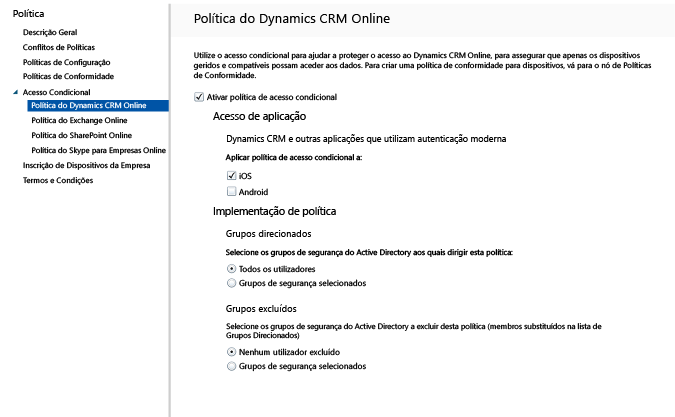 Política
Descrição Geral
Conflitos de Políticas
Políticas de Configuração
Políticas de Conformidade
Acesso Condicional
Política do Dynamics CRM Online
Política do Exchange Online
Política do SharePoint Online
Política do Skype para Empresas Online
Inscrição de Dispositivos da Empresa
Termos e Condições
Política do Dynamics CRM Online
Utilize o acesso condicional para ajudar a proteger o acesso ao Dynamics CRM Online, para assegurar que apenas os dispositivos
geridos e compatíveis possam aceder aos dados. Para criar uma política de conformidade para dispositivos, vá para o nó de Políticas
de Conformidade.
Ativar política de acesso condicional
Acesso de aplicação
Dynamics CRM e outras aplicações que utilizam autenticação moderna
Aplicar política de acesso condicional a:
iOS
Android
Implementação de política
Grupos direcionados
Selecione os grupos de segurança do Active Directory aos quais dirigir esta política:
Todos os utilizadores
Grupos de segurança selecionados
Grupos excluídos
Selecione os grupos de segurança do Active Directory a excluir desta política (membros substituídos na lista de
Grupos Direcionados)
Nenhum utilizador excluído
Grupos de segurança selecionados